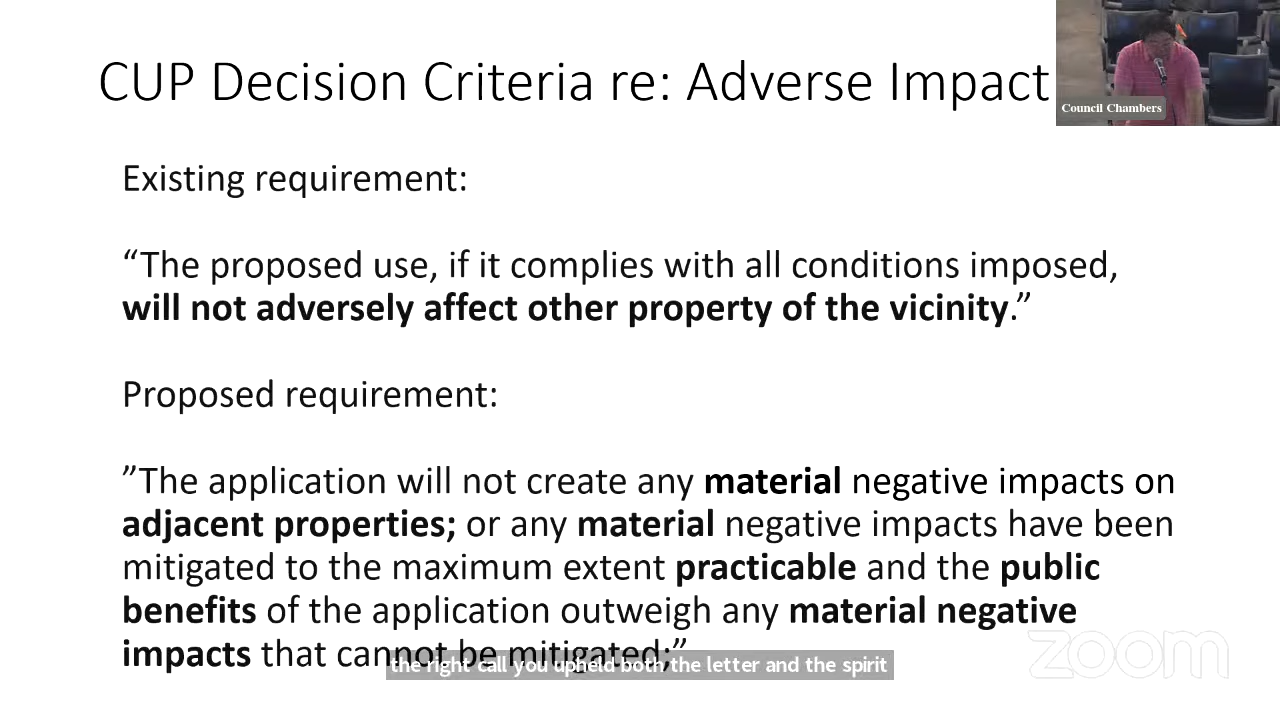 CUP Decision Criteria re: Adverse Impact
Council Chambers
Existing requirement:
“The proposed use, if it complies with all conditions imposed,
will not adversely affect other property of the vicinity.”
Proposed requirement:
”The application will not create any material negative impacts on
adjacent properties; or any material negative impacts have been
mitigated to the maximum extent practicable and the public
benefits of the application outweigh any material negative
impacts that cannot be mitigated;”
the right call you upheld both the letter and the spirit
zoom